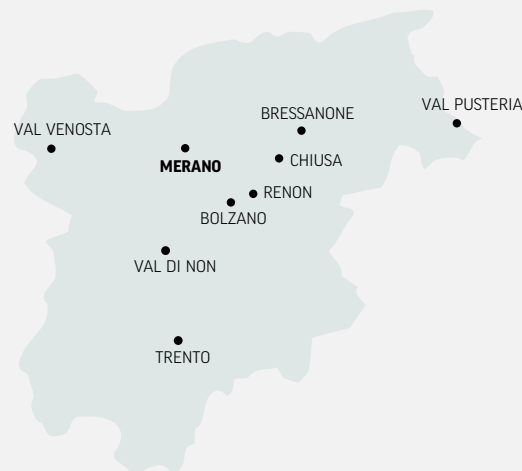 VAL PUSTERIA
BRESSANONE
VAL VENOSTA
CHIUSA
MERANO
RENON
BOLZANO
VAL DI NON
TRENTO